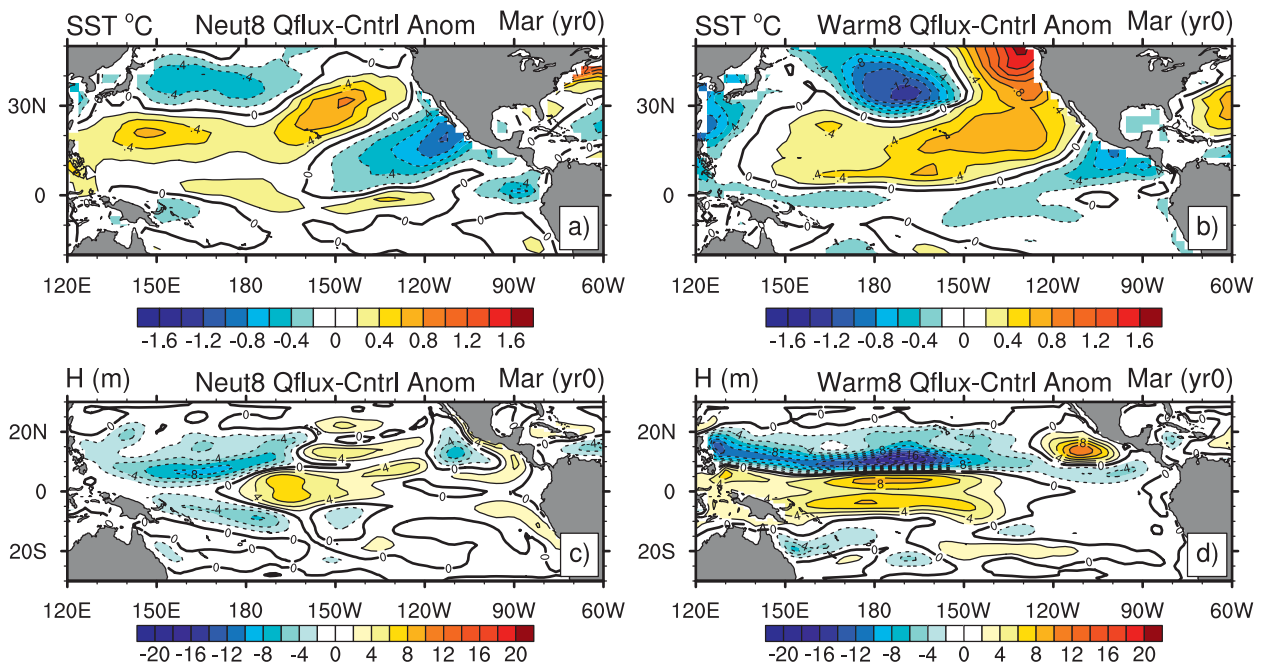 SST °C Neut8 Qflux-Cntrl Anom Mar (yr0)
30N
0
a)
120E 150E 180 150W 120W 90W 60W
-1.6 -1.2 -0.8 -0.4 0 0.4 0.8 1.2 1.6
SST °C Warm8 Qflux-Cntrl Anom Mar (yr0)
30N
0
b)
120E 150E 180 150W 120W 90W 60W
-1.6 -1.2 -0.8 -0.4 0 0.4 0.8 1.2 1.6
H (m) Neut8 Qflux-Cntrl Anom Mar (yr0)
20N
0
20S
c)
120E 150E 180 150W 120W 90W 60W
-20 -16 -12 -8 -4 0 4 8 12 16 20
H (m) Warm8 Qflux-Cntrl Anom Mar (yr0)
20N
0
20S
d)
120E 150E 180 150W 120W 90W 60W
-20 -16 -12 -8 -4 0 4 8 12 16 20